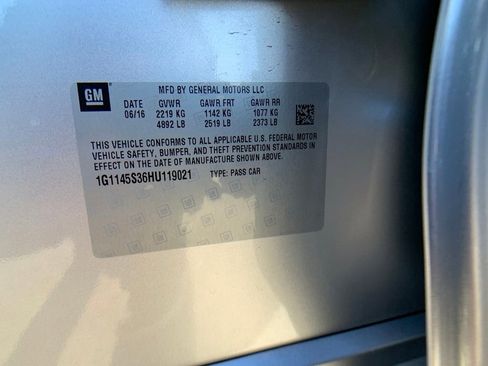 GM
MFD BY GENERAL MOTORS LLC
DATE GVWR GAWR FRT GAWR RR
06/16 2219 KG 1142 KG 1077 KG
4892 LB 2519 LB 2373 LB
THIS VEHICLE CONFORMS TO ALL APPLICABLE U.S. FEDERAL MOTOR
VEHICLE SAFETY, BUMPER, AND THEFT PREVENTION STANDARDS IN
EFFECT ON THE DATE OF MANUFACTURE SHOWN ABOVE.
1G1145S36HU119021 TYPE: PASS CAR